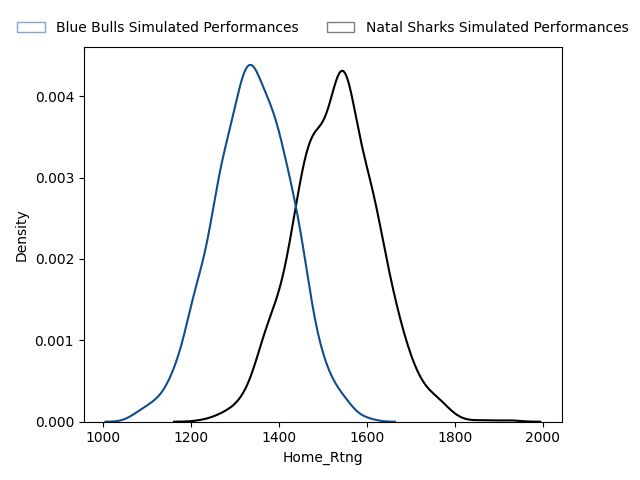 Blue Bulls Simulated Performances Natal Sharks Simulated Performances
0.004
0.003
0.002
0.001
0.000
Density
1000 1200 1400 1600 1800 2000
Home_Rtng